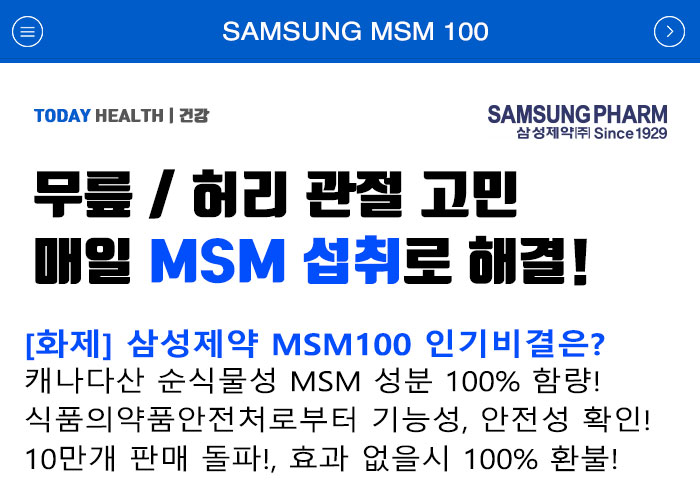 SAMSUNG MSM 100
TODAY HEALTH | 건강
SAMSUNG PHARM
삼성제약(주) Since 1929
무릎 / 허리 관절 고민
매일 MSM 섭취로 해결!
[화제] 삼성제약 MSM100 인기비결은?
캐나다산 순식물성 MSM 성분 100% 함량!
식품의약품안전처로부터 기능성, 안전성 확인!
10만개 판매 돌파!, 효과 없을시 100% 환불!